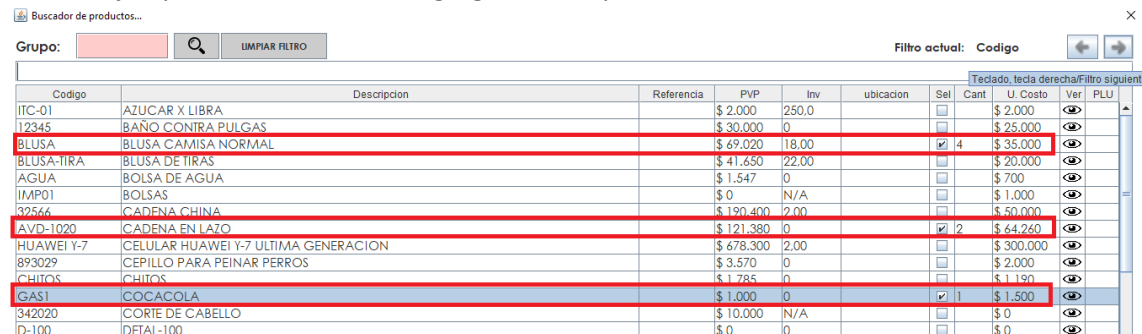 Buscador de productos...
Grupo: LIMPIAR FILTRO Filtro actual: Codigo
Teclado, tecla derecha/Filtro siguient
Codigo Descripcion Referencia PVP Inv ubicacion Sel Cant U. Costo Ver PLU
ITC-01 AZUCAR X LIBRA $ 2.000 250,0 $ 2.000
12345 BAÑO CONTRA PULGAS $ 30.000 0 $ 25.000
BLUSA BLUSA CAMISA NORMAL $ 69.020 18,00 4 $ 35.000
BLUSA-TIRA BLUSA DE TIRAS $ 41.650 22,00 $ 20.000
AGUA BOLSA DE AGUA $ 1.547 0 $ 700
IMP01 BOLSAS $ 0 N/A $ 1.000
32566 CADENA CHINA $ 190.400 2,00 $ 50.000
AVD-1020 CADENA EN LAZO $ 121.380 0 2 $ 64.260
HUAWEI Y-7 CELULAR HUAWEI Y-7 ULTIMA GENERACION $ 678.300 2,00 $ 300.000
893029 CEPILLO PARA PEINAR PERROS $ 3.570 0 $ 2.000
CHITOS CHITOS $ 1.785 0 $ 1.190
GAS1 COCACOLA $ 1.000 0 1 $ 1.500
342020 CORTE DE CABELLO $ 10.000 N/A $ 0
D-100 DETAL-100 $ 0 0 $ 0